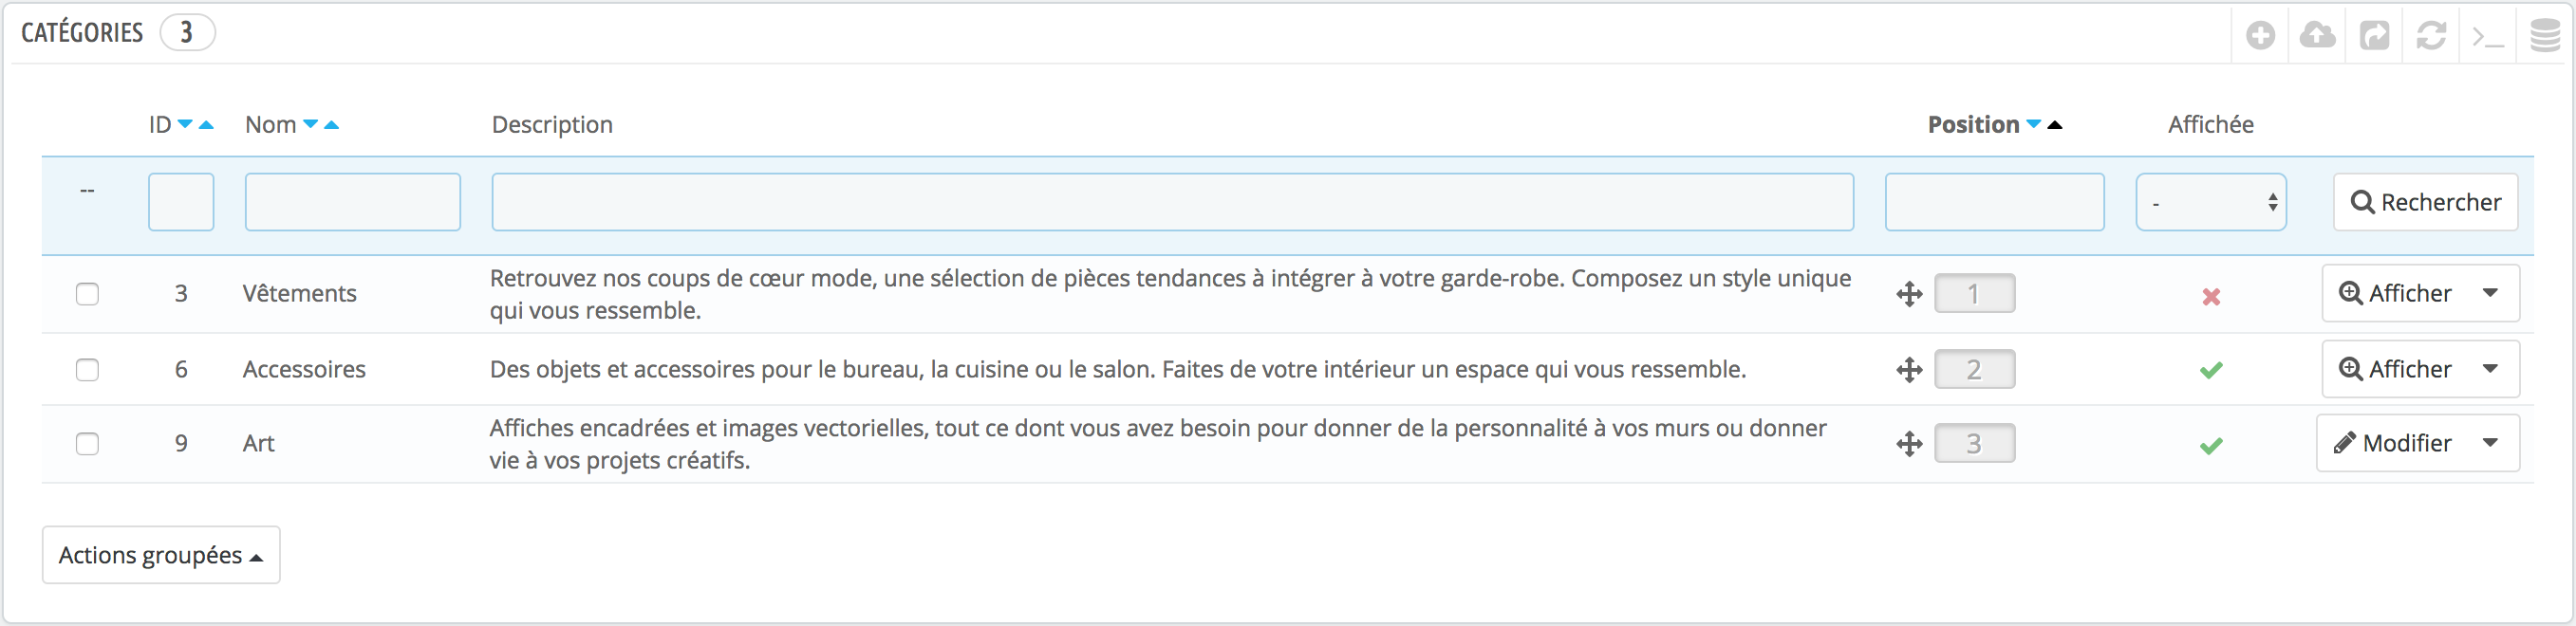 CATÉGORIES 3
ID Nom Description Position Affichée
-- - Rechercher
3 Vêtements Retrouvez nos coups de cœur mode, une sélection de pièces tendances à intégrer à votre garde-robe. Composez un style unique
qui vous ressemble. 1 Afficher
6 Accessoires Des objets et accessoires pour le bureau, la cuisine ou le salon. Faites de votre intérieur un espace qui vous ressemble. 2 Afficher
9 Art Affiches encadrées et images vectorielles, tout ce dont vous avez besoin pour donner de la personnalité à vos murs ou donner
vie à vos projets créatifs. 3 Modifier
Actions groupées